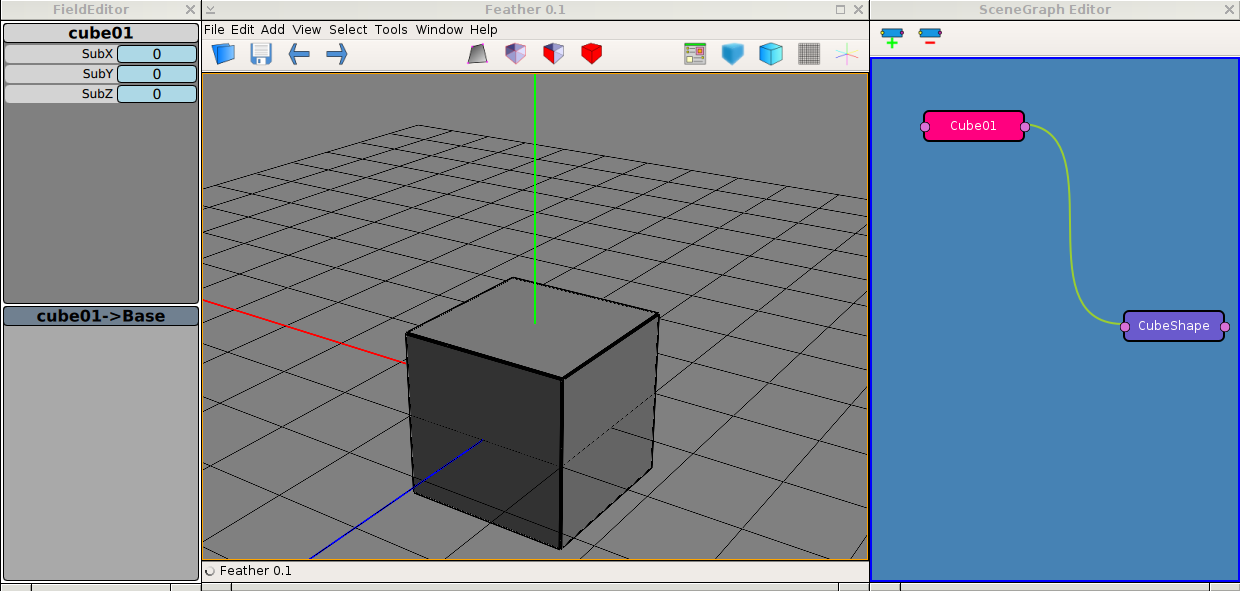 FieldEditor
cube01
SubX 0
SubY 0
SubZ 0
cube01->Base
Feather 0.1
File Edit Add View Select Tools Window Help
Feather 0.1
SceneGraph Editor
Cube01
CubeShape